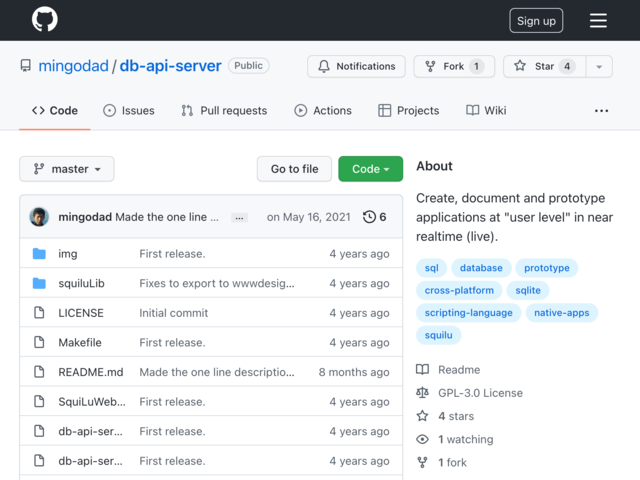 Sign up
mingodad / db-api-server Public
Notifications
Fork 1
Star 4
Code
Issues
Pull requests
Actions
Projects
Wiki
...
master
Go to file
Code
mingodad Made the one line ... ... on May 16, 2021 6
img First release. 4 years ago
squiluLib Fixes to export to wwwdesig... 4 years ago
LICENSE Initial commit 4 years ago
Makefile First release. 4 years ago
README.md Made the one line descriptio... 8 months ago
SquiLuWeb... First release. 4 years ago
db-api-ser... First release. 4 years ago
db-api-ser... First release. 4 years ago
About
Create, document and prototype
applications at "user level" in near
realtime (live).
sql database prototype
cross-platform sqlite
scripting-language native-apps
squilu
Readme
GPL-3.0 License
4 stars
1 watching
1 fork